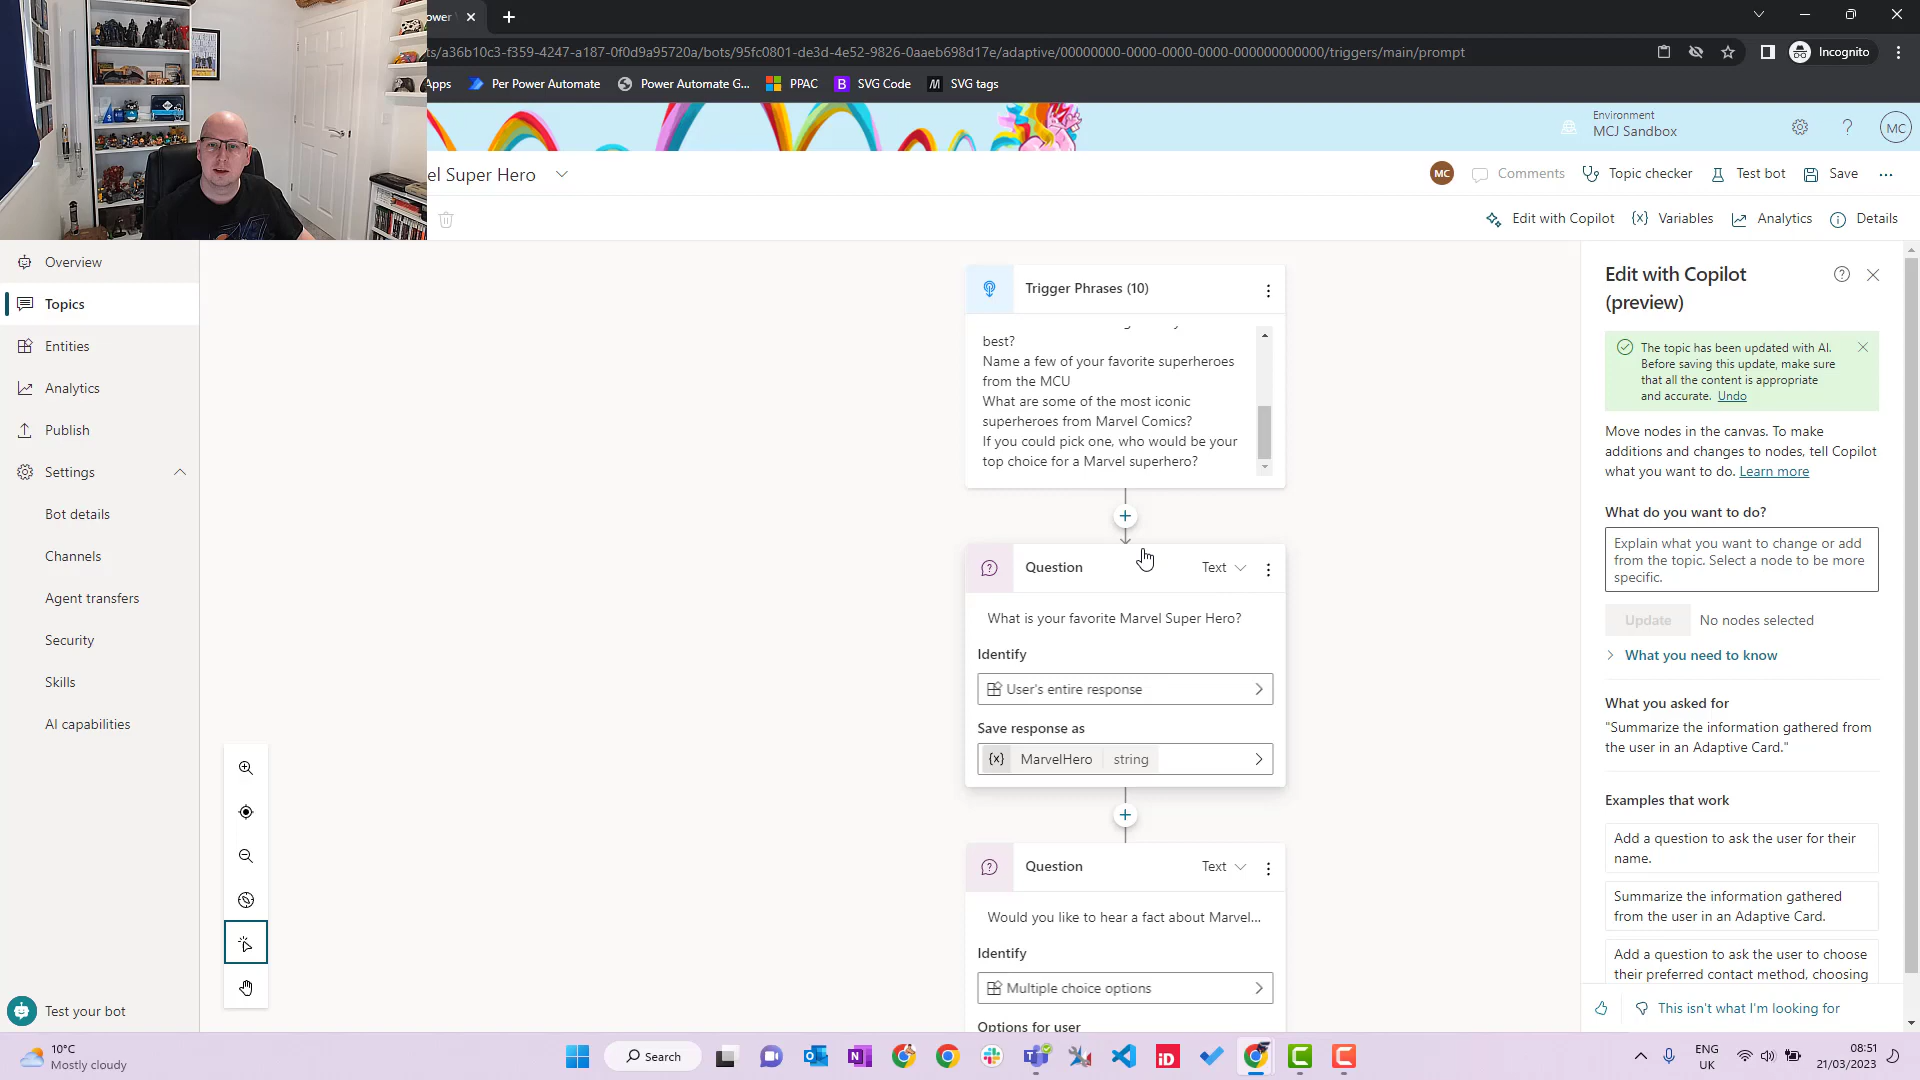 ower
ts/a36b10c3-f359-4247-a187-0f0d9a95720a/bots/95fc0801-de3d-4e52-9826-0aaeb698d17e/adaptive/00000000-0000-0000-0000-000000000000/triggers/main/prompt
Incognito
Apps
Per Power Automate
Power Automate G...
PPAC
SVG Code
SVG tags
Environment
MCJ Sandbox
MC
el Super Hero
MC
Comments
Topic checker
Test bot
Save
Edit with Copilot
Variables
Analytics
Details
Overview
Topics
Entities
Analytics
Publish
Settings
Bot details
Channels
Agent transfers
Security
Skills
AI capabilities
Test your bot
Trigger Phrases (10)
best?
Name a few of your favorite superheroes
from the MCU
What are some of the most iconic
superheroes from Marvel Comics?
If you could pick one, who would be your
top choice for a Marvel superhero?
Question
Text
What is your favorite Marvel Super Hero?
Identify
User's entire response
Save response as
{x} MarvelHero string
Question
Text
Would you like to hear a fact about Marvel...
Identify
Multiple choice options
Options for user
Edit with Copilot
(preview)
The topic has been updated with AI.
Before saving this update, make sure
that all the content is appropriate
and accurate. Undo
Move nodes in the canvas. To make
additions and changes to nodes, tell Copilot
what you want to do. Learn more
What do you want to do?
Explain what you want to change or add
from the topic. Select a node to be more
specific.
Update
No nodes selected
What you need to know
What you asked for
"Summarize the information gathered from
the user in an Adaptive Card."
Examples that work
Add a question to ask the user for their
name.
Summarize the information gathered
from the user in an Adaptive Card.
Add a question to ask the user to choose
their preferred contact method, choosing
This isn't what I'm looking for
10°C
Mostly cloudy
Search
iD
ENG
UK
08:51
21/03/2023